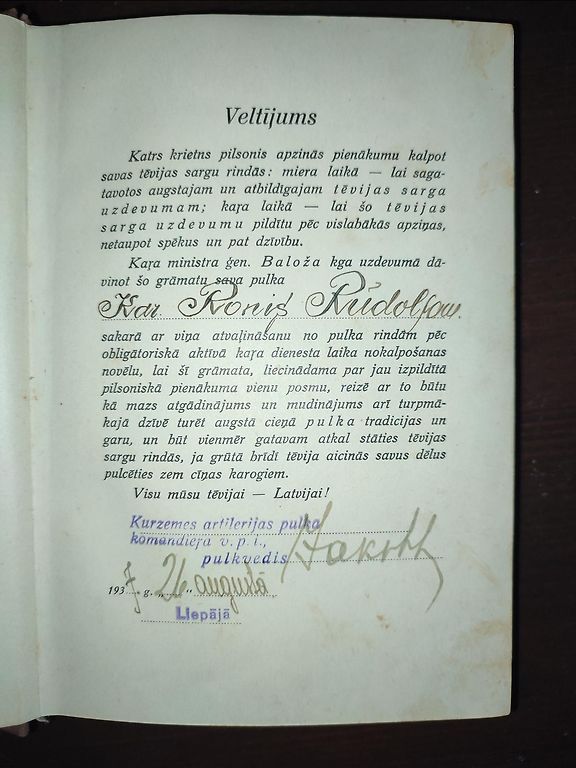 Veltījums
Katrs krietns pilsonis apzinās pienākumu kalpot
savas tēvijas sargu rindās: miera laikā — lai saga-
tavotos augstajam un atbildīgajam tēvijas sarga
uzdevumam; kaŗa laikā — lai šo tēvijas
sarga uzdevumu pildītu pēc vislabākās apziņas,
netaupot spēkus un pat dzīvību.
Kaŗa ministra ģen. Baloža kga uzdevumā dā-
vinot šo grāmatu sava pulka
Kar. Rudolfam
sakarā ar viņa atvaļināšanu no pulka rindām pēc
obligātoriskā aktīvā kaŗa dienesta laika nokalpošanas
novēlu, lai šī grāmata, liecinādama par jau izpildītā
pilsoniskā pienākuma vienu posmu, reizē ar to būtu
kā mazs atgādinājums un mudinājums arī turpmā-
kajā dzīvē turēt augstā cieņā pulka tradicijas un
garu, un būt vienmēr gatavam atkal stāties tēvijas
sargu rindās, ja grūtā brīdī tēvija aicinās savus dēlus
pulcēties zem cīņas karogiem.
Visu mūsu tēvijai — Latvijai!
Kurzemes artilerijas pulka
komandieŗa v. p. i.,
pulkvedis
1937. g. „26“ augustā
Liepājā